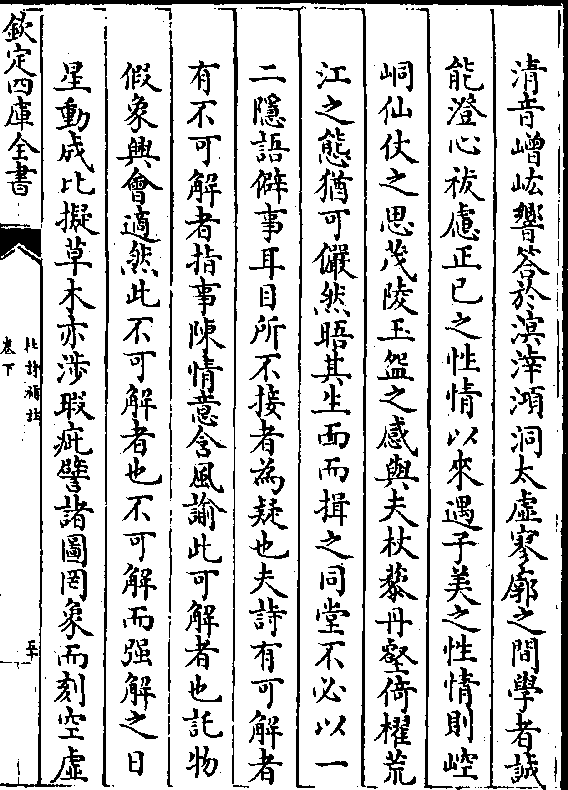 清音嶒岹響答於溟涬澒洞太虛寥廓之間學者誠
能澄心祓慮正已之性情以來遇子美之性情則崆
峒仙仗之思茂陵玉盌之感與夫杖藜丹壑倚櫂荒
江之態猶可儼然晤其生面而揖之同堂不必以一
二隱語僻事耳目所不接者為疑也夫詩有可解者
有不可解者指事陳情意含風諭此可解者也託物
假象興會適然此不可解者也不可解而强解之日
星動成比擬草木亦涉瑕疵譬諸圖罔象而刻空虛
欽定四庫全書
卷下